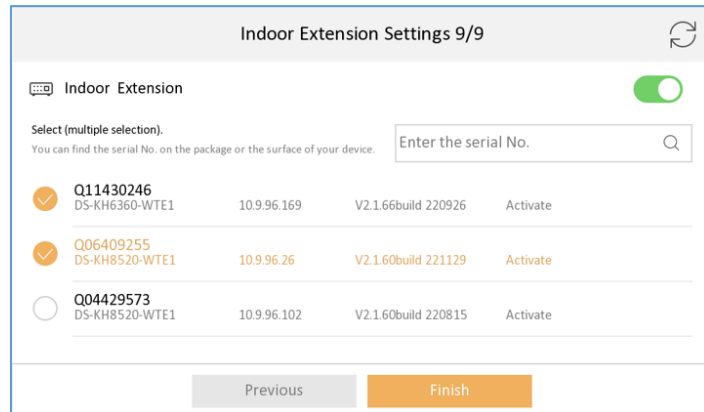 Indoor Extension Settings 9/9
Indoor Extension
Select (multiple selection).
You can find the serial No. on the package or the surface of your device.
Enter the serial No.
Q11430246
DS-KH6360-WTE1 10.9.96.169 V2.1.66build 220926 Activate
Q06409255
DS-KH8520-WTE1 10.9.96.26 V2.1.60build 221129 Activate
Q04429573
DS-KH8520-WTE1 10.9.96.102 V2.1.60build 220815 Activate
Previous Finish